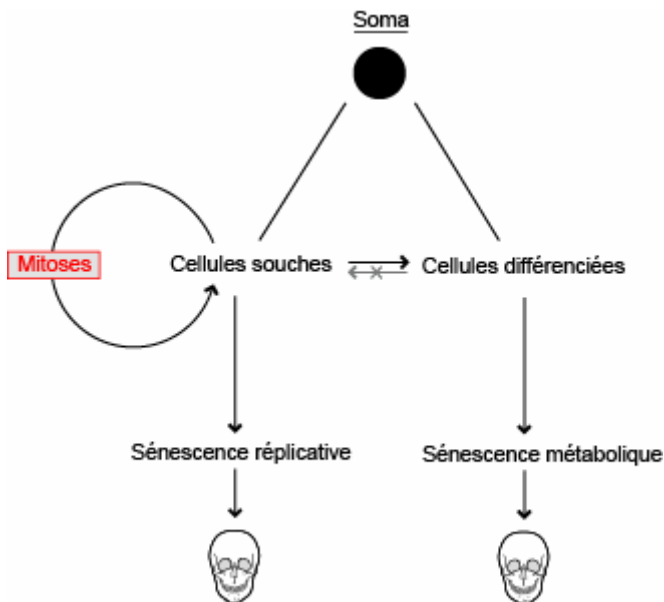 Soma
Mitoses
Cellules souches
Cellules différenciées
Sénescence réplicative
Sénescence métabolique